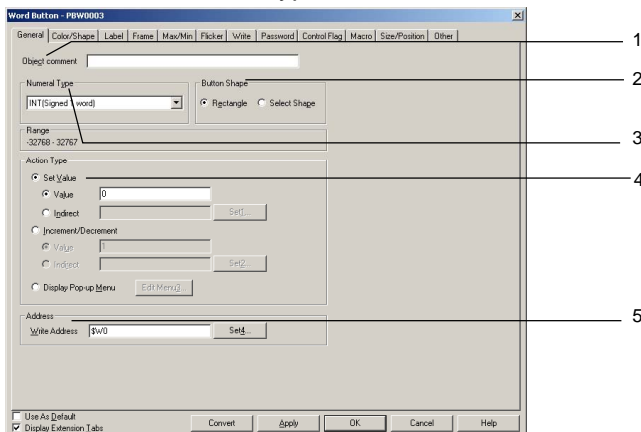 Word Button - PBW0003
General Color/Shape Label Frame Max/Min Flicker Write Password Control Flag Macro Size/Position Other
1
Object comment
2
Numeral Type
Button Shape
INT(Signed 1 word)
Rectangle Select Shape
Range
3
-32768 - 32767
Action Type
Set Value
4
Value 0
Indirect Set1...
Increment/Decrement
Value 1
Indirect Set2...
Display Pop-up Menu Edit Menu3...
Address
5
Write Address $W0 Set4...
Use As Default
Display Extension Tabs
Convert Apply OK Cancel Help